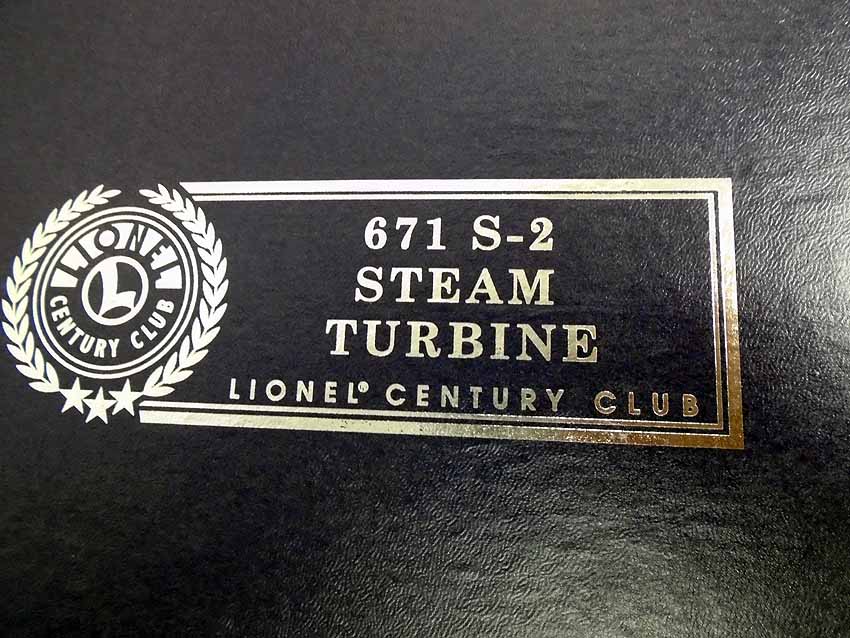 LIONEL
L
CENTURY CLUB
671 S-2
STEAM
TURBINE
LIONEL® CENTURY CLUB